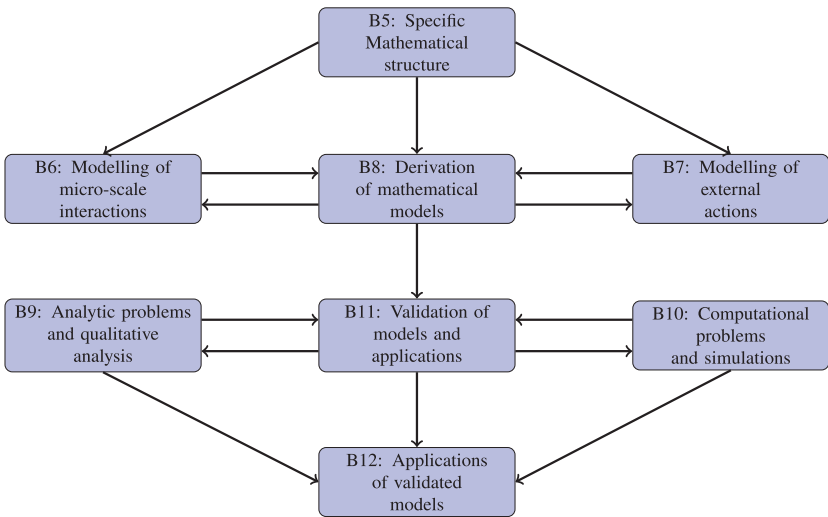 B5: Specific
Mathematical
structure
B6: Modelling of
micro-scale
interactions
B8: Derivation
of mathematical
models
B7: Modelling of
external
actions
B9: Analytic problems
and qualitative
analysis
B11: Validation of
models and
applications
B10: Computational
problems
and simulations
B12: Applications
of validated
models